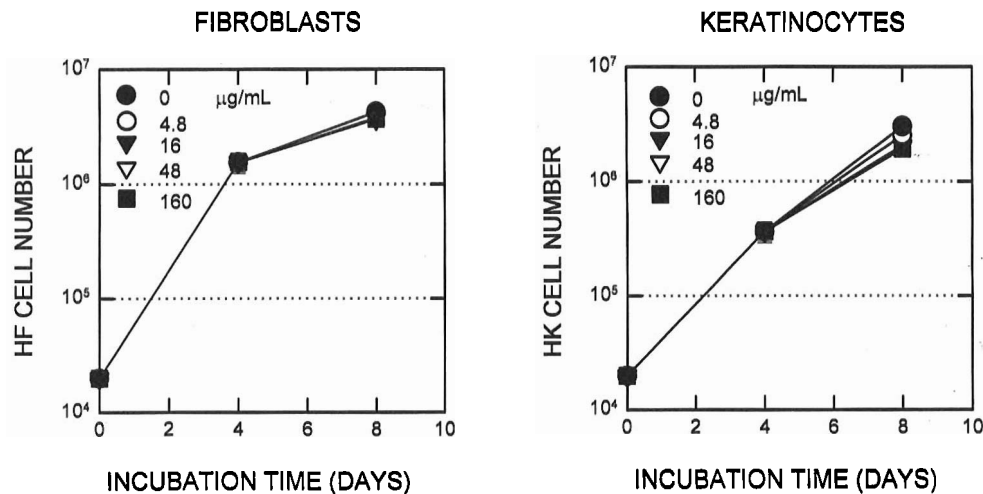 FIBROBLASTS
10⁷
0 µg/mL
4.8
16
48
160
10⁶
10⁵
10⁴
HF CELL NUMBER
0 2 4 6 8 10
INCUBATION TIME (DAYS)
KERATINOCYTES
10⁷
0 µg/mL
4.8
16
48
160
10⁶
10⁵
10⁴
HK CELL NUMBER
0 2 4 6 8 10
INCUBATION TIME (DAYS)